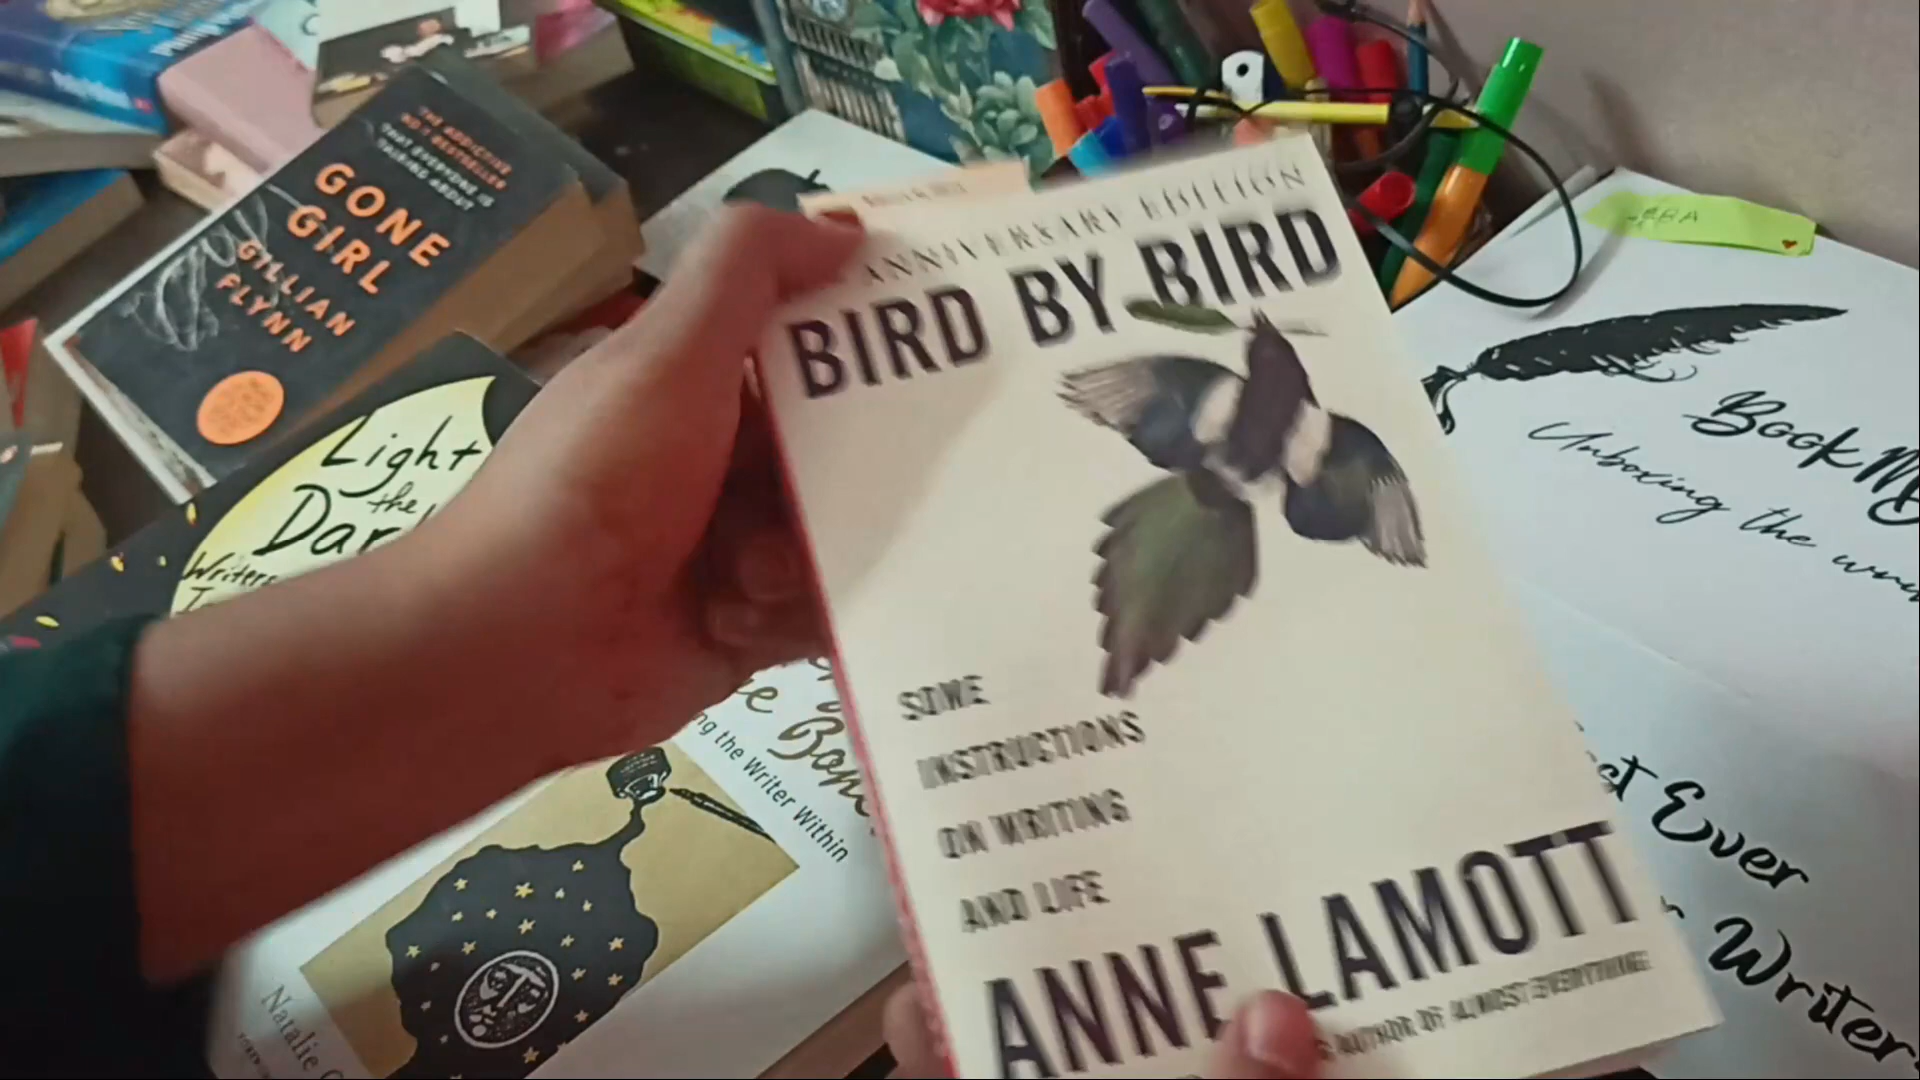 THE ADDICTIVE
No.1 BESTSELLER
THAT EVERYONE IS
TALKING ABOUT
GONE
GIRL
GILLIAN
FLYNN
Light
the
Dar
Writers
ANNIVERSARY EDITION
BIRD BY BIRD
SOME
INSTRUCTIONS
ON WRITING
AND LIFE
ANNE LAMOTT
AUTHOR OF ALMOST EVERYTHING
Bon
ng the Writer Within
Natalie
Book M
Unboxing the
st Ever
Writer